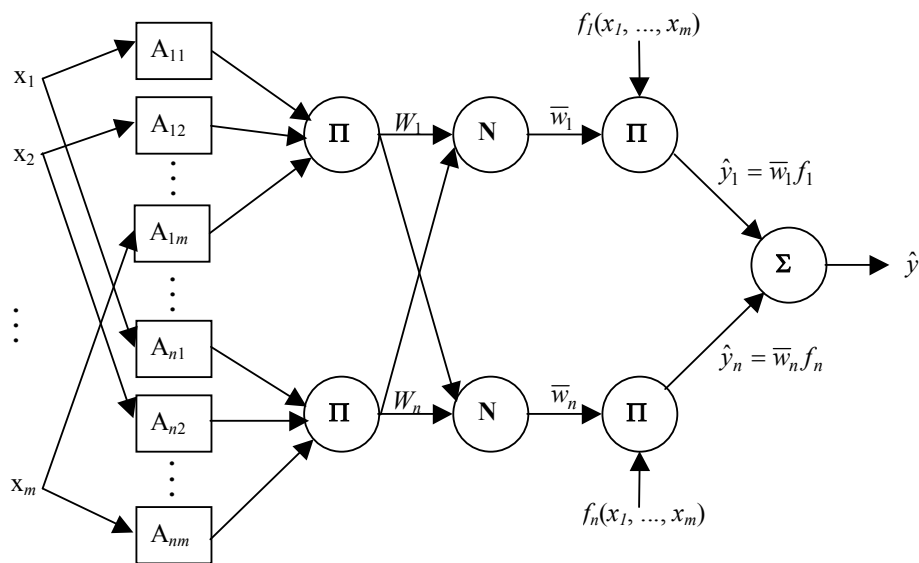 f₁(x₁, ..., xₘ)
x₁
A₁₁
x₂
A₁₂
Π
W₁
N
w̅₁
Π
ŷ₁ = w̅₁f₁
A₁ₘ
Σ
ŷ
⋮
Aₙ₁
ŷₙ = w̅ₙfₙ
Aₙ₂
Π
Wₙ
N
w̅ₙ
Π
xₘ
Aₙₘ
fₙ(x₁, ..., xₘ)